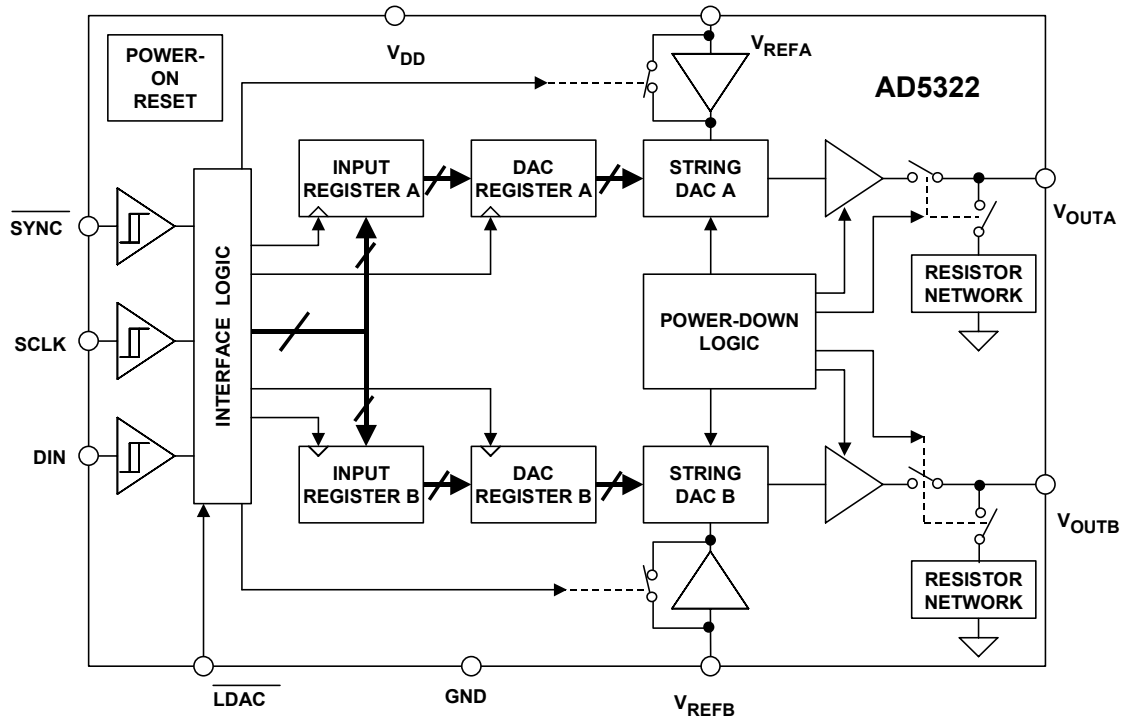 VDD
VREFA
POWER-
ON
RESET
AD5322
INPUT
REGISTER A
DAC
REGISTER A
STRING
DAC A
SYNC
VOUTA
INTERFACE LOGIC
RESISTOR
NETWORK
SCLK
POWER-DOWN
LOGIC
DIN
INPUT
REGISTER B
DAC
REGISTER B
STRING
DAC B
VOUTB
RESISTOR
NETWORK
LDAC
GND
VREFB